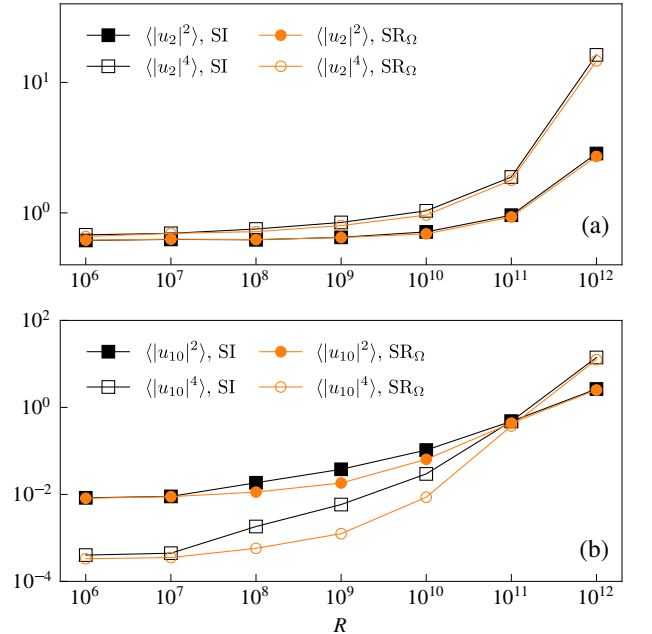 ⟨|u₂|²⟩, SI ⟨|u₂|²⟩, SR_Ω
⟨|u₂|⁴⟩, SI ⟨|u₂|⁴⟩, SR_Ω
10¹
10⁰
(a)
10⁶ 10⁷ 10⁸ 10⁹ 10¹⁰ 10¹¹ 10¹²
10²
⟨|u₁₀|²⟩, SI ⟨|u₁₀|²⟩, SR_Ω
⟨|u₁₀|⁴⟩, SI ⟨|u₁₀|⁴⟩, SR_Ω
10⁰
10⁻²
10⁻⁴
(b)
10⁶ 10⁷ 10⁸ 10⁹ 10¹⁰ 10¹¹ 10¹²
R